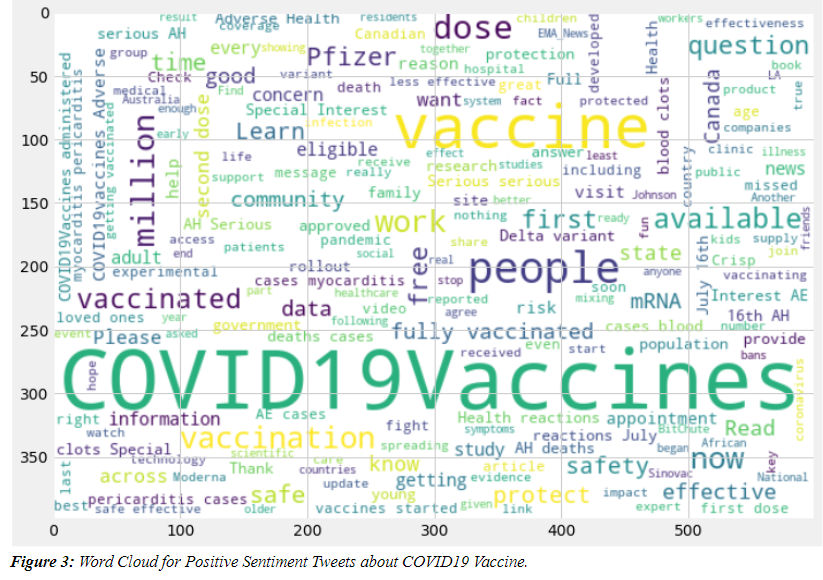 0
result Adverse Health residents dose children workers
serious AH coverage Canadian EMA_News developed Health effectiveness
group every showing Pfizer together protection question
time reason hospital book
50 Check good variant less effective great Full LA
medical Find concern death want system fact protected product true
Australia Special Interest blood clots Canada age
enough Learn infection vaccine companies
100 early eligible effect answer least clinic illness
million help second dose life receive research studies including country public news
support message really Serious serious visit Johnson missed
community family site better Another
150 AH Serious approved work nothing first ready fun available friends
access pandemic share Delta variant kids supply
adult end patients social state Crisp join
200 experimental rollout free real people anyone July 16th vaccinating
cases myocarditis stop soon
vaccinated part data healthcare video reported mixing mRNA Interest AE
loved ones year government following agree risk 16th AH
250 event Please asked deaths cases fully vaccinated cases blood number
received even start population provide
bans
COVID19Vaccines administered myocarditis pericarditis COVID19Vaccines Adverse getting vaccinated
COVID19Vaccines
300 hope coronavirus
right information AE cases fight Health reactions appointment
watch vaccination symptoms reactions July BitChute Read
350 clots Special scientific spreading study AH deaths began African
last technology Thank care know article safety now key
across Moderna countries getting evidence Sinovac National
update
best pericarditis cases safe young protect impact effective
safe effective older vaccines started given link expert first dose
0 100 200 300 400 500
Figure 3: Word Cloud for Positive Sentiment Tweets about COVID19 Vaccine.